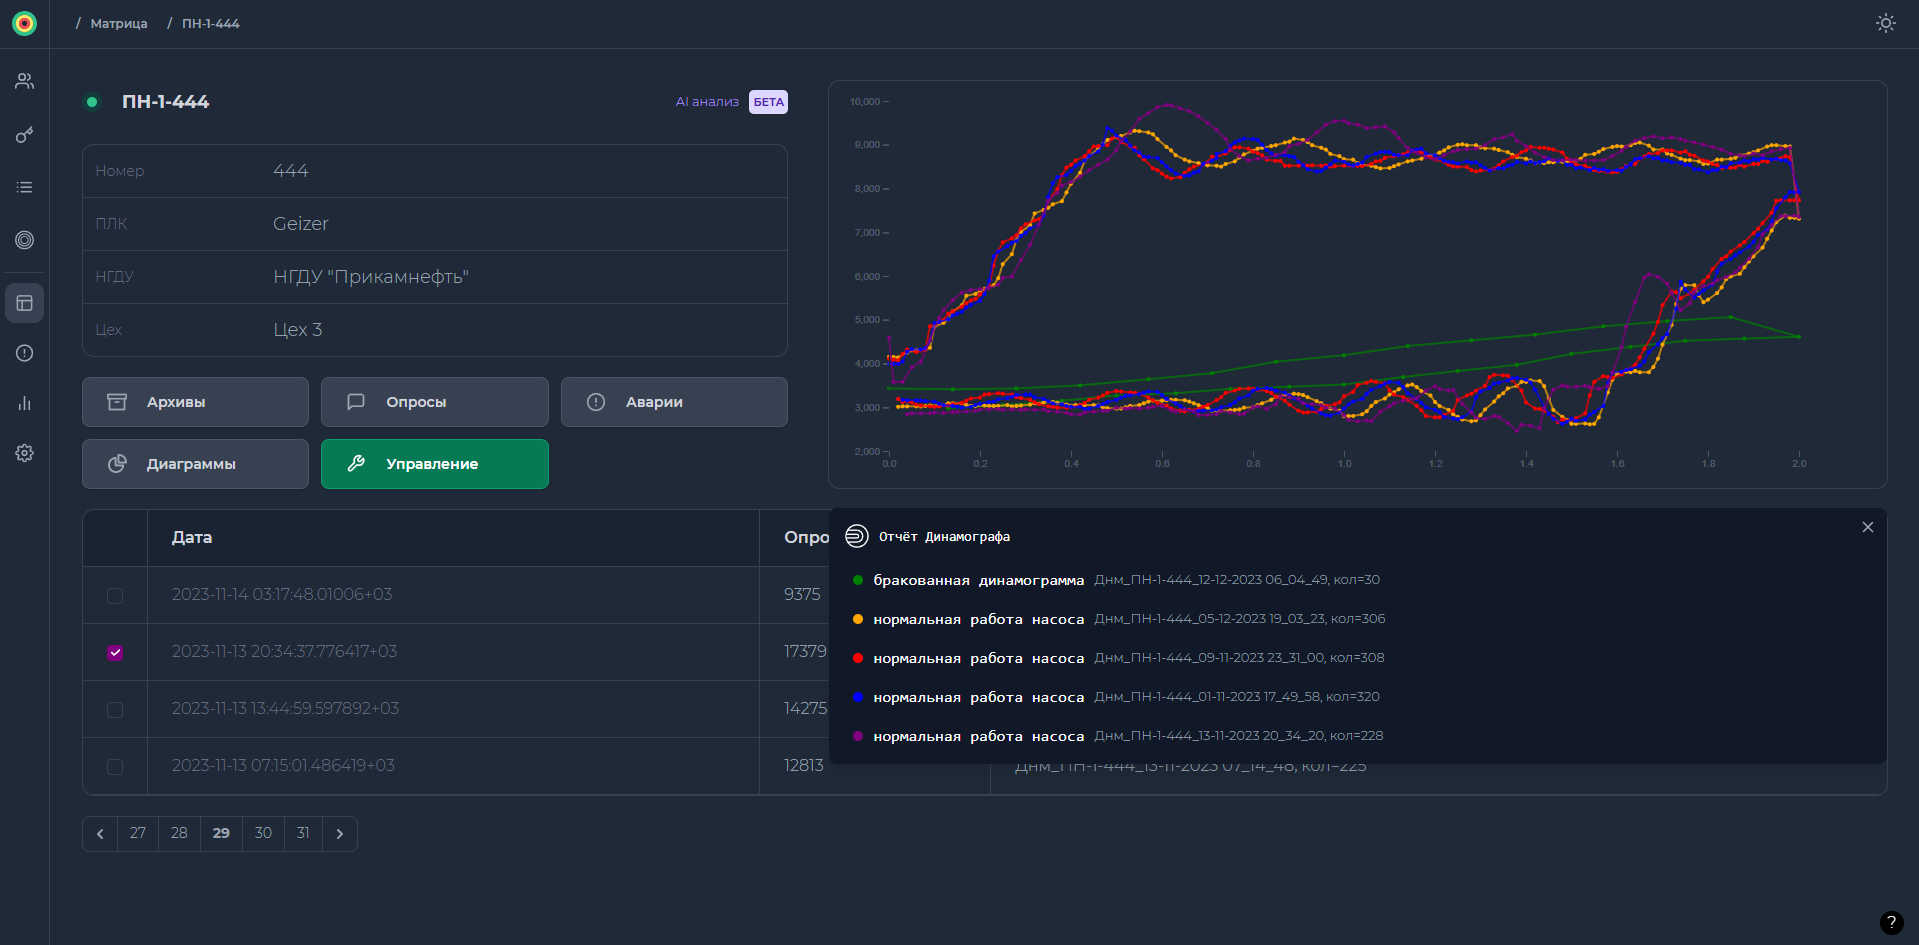 / Матрица / ПН-1-444
ПН-1-444
AI анализ БЕТА
Номер 444
ПЛК Geizer
НГДУ НГДУ "Прикамнефть"
Цех Цех 3
Архивы Опросы Аварии
Диаграммы Управление
10,000
9,000
8,000
7,000
6,000
5,000
4,000
3,000
2,000
0.0 0.2 0.4 0.6 0.8 1.0 1.2 1.4 1.6 1.8 2.0
Дата Опро
2023-11-14 03:17:48.01006+03 9375
2023-11-13 20:34:37.776417+03 17379
2023-11-13 13:44:59.597892+03 14275
2023-11-13 07:15:01.486419+03 12813 Днм_ПН-1-444_13-11-2023 07_14_48, кол=225
Отчёт Динамографа
бракованная динамограмма Днм_ПН-1-444_12-12-2023 06_04_49, кол=30
нормальная работа насоса Днм_ПН-1-444_05-12-2023 19_03_23, кол=306
нормальная работа насоса Днм_ПН-1-444_09-11-2023 23_31_00, кол=308
нормальная работа насоса Днм_ПН-1-444_01-11-2023 17_49_58, кол=320
нормальная работа насоса Днм_ПН-1-444_13-11-2023 20_34_20, кол=228
27 28 29 30 31
?